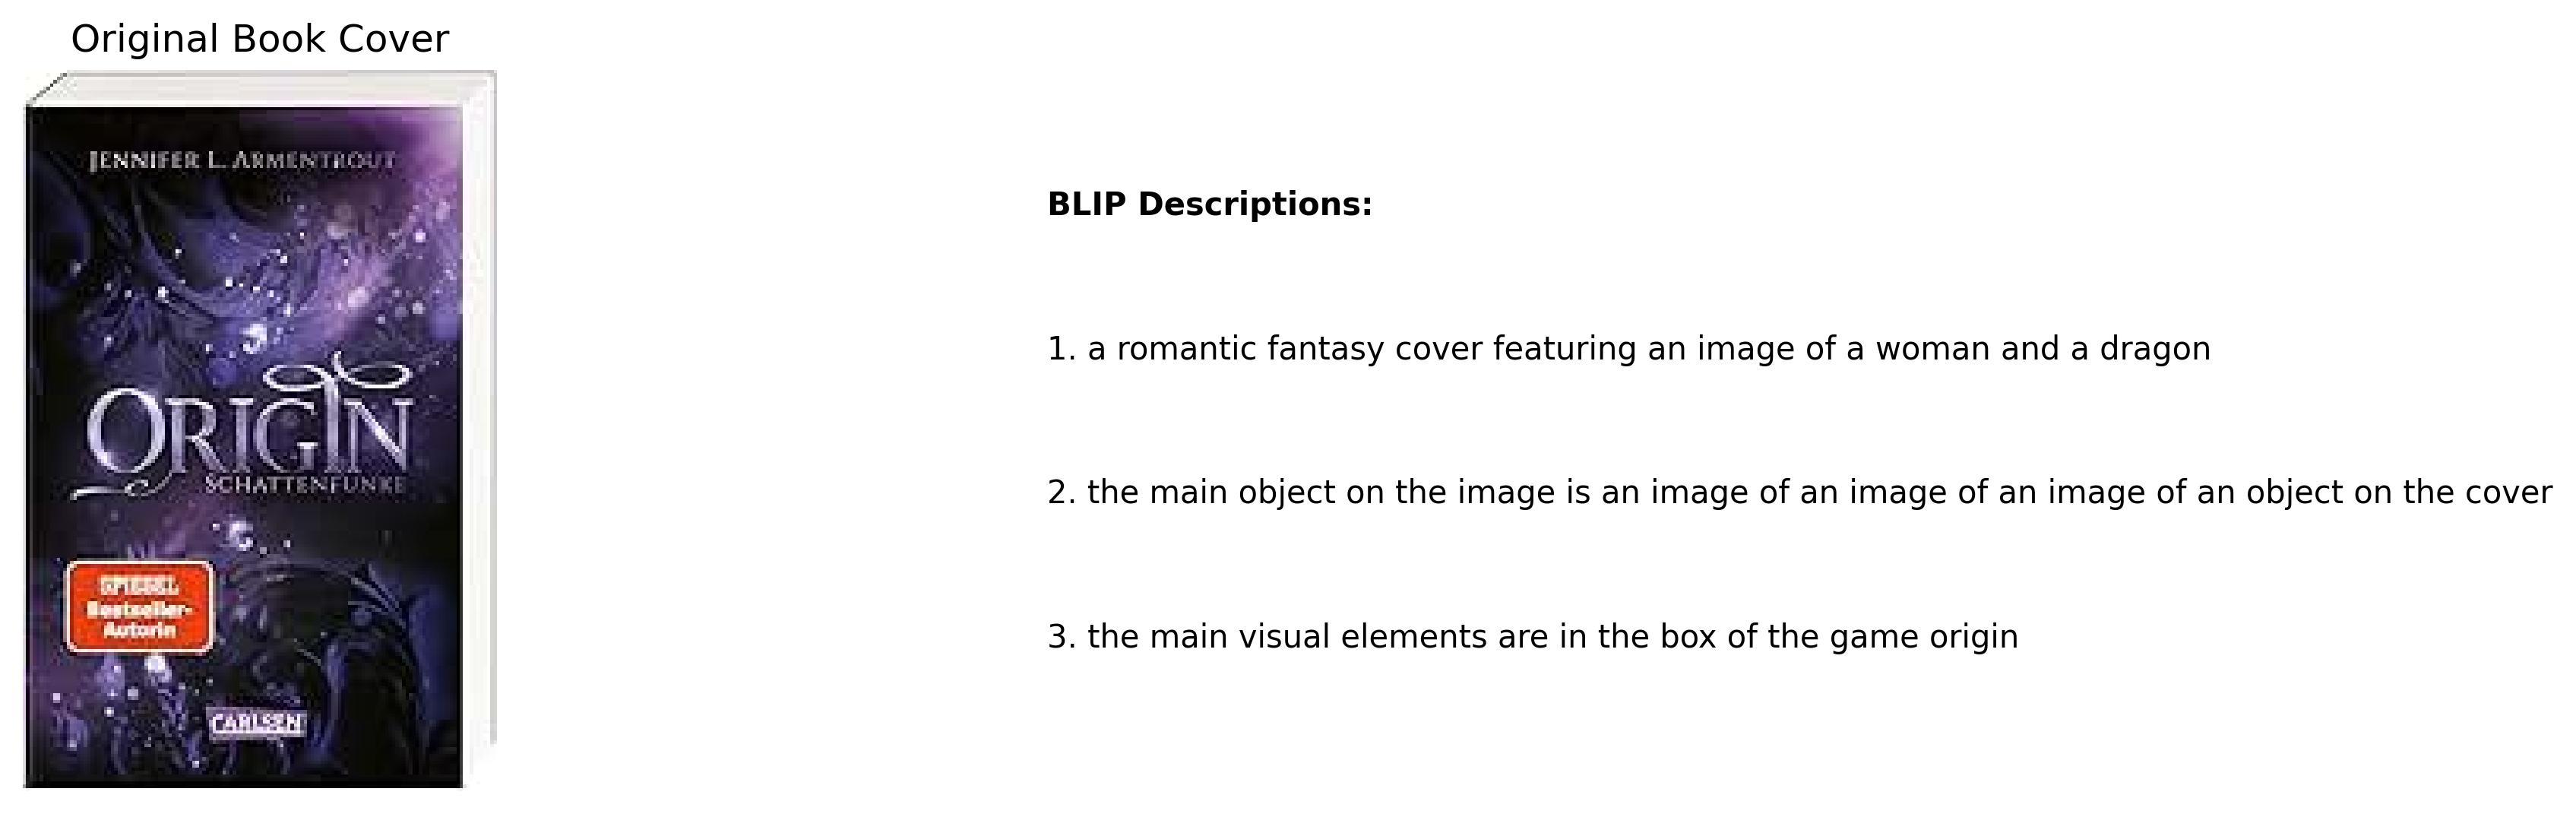 Original Book Cover
JENNIFER L. ARMENTROUT
ORIGIN
SCHATTENFUNKE
SPIEGEL
Bestseller-
Autorin
CARLSEN
BLIP Descriptions:
1. a romantic fantasy cover featuring an image of a woman and a dragon
2. the main object on the image is an image of an image of an image of an object on the cover
3. the main visual elements are in the box of the game origin